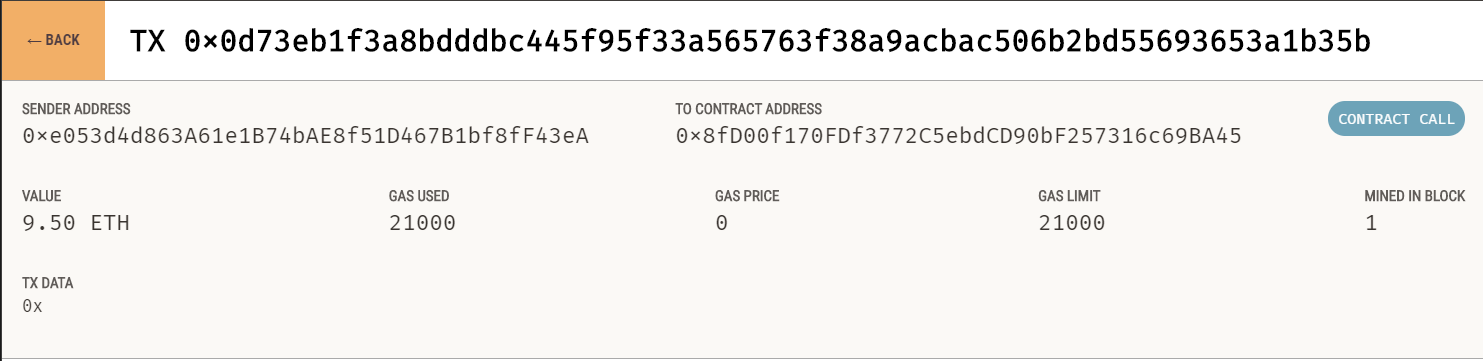 ← BACK
TX 0×0d73eb1f3a8bdddbc445f95f33a565763f38a9acbac506b2bd55693653a1b35b
SENDER ADDRESS
0×e053d4d863A61e1B74bAE8f51D467B1bf8fF43eA
TO CONTRACT ADDRESS
0×8fD00f170FDf3772C5ebdCD90bF257316c69BA45
CONTRACT CALL
VALUE
9.50 ETH
GAS USED
21000
GAS PRICE
0
GAS LIMIT
21000
MINED IN BLOCK
1
TX DATA
0x